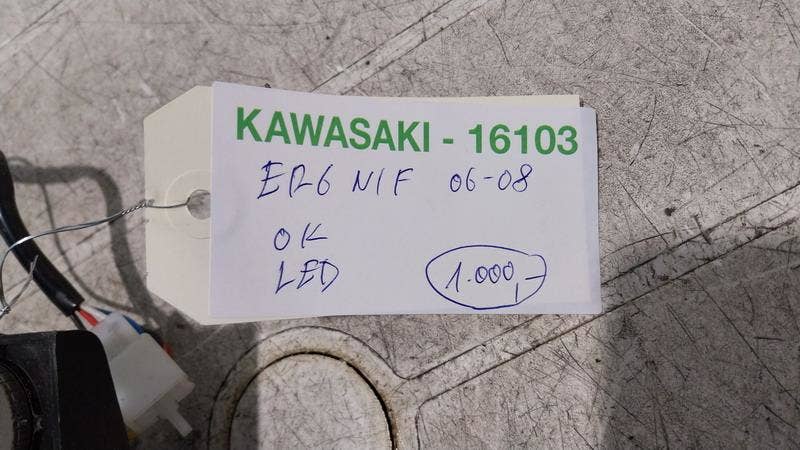 KAWASAKI - 16103
ER6 N/F 06-08
OK
LED 1.000,-